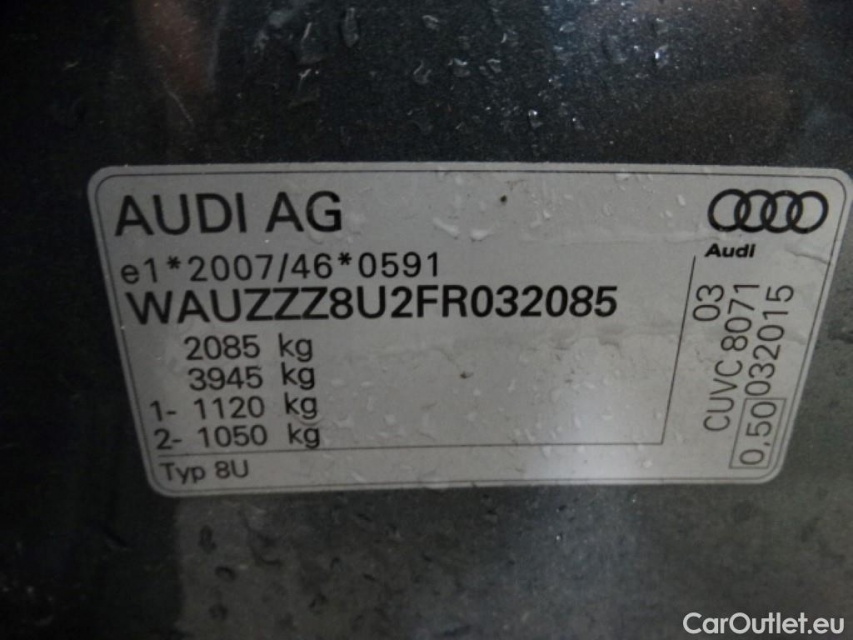 AUDI AG
e1*2007/46*0591
WAUZZZ8U2FR032085
2085 kg
3945 kg
1- 1120 kg
2- 1050 kg
Typ 8U
Audi
03
CUVC 8071
0,50 032015
CarOutlet.eu